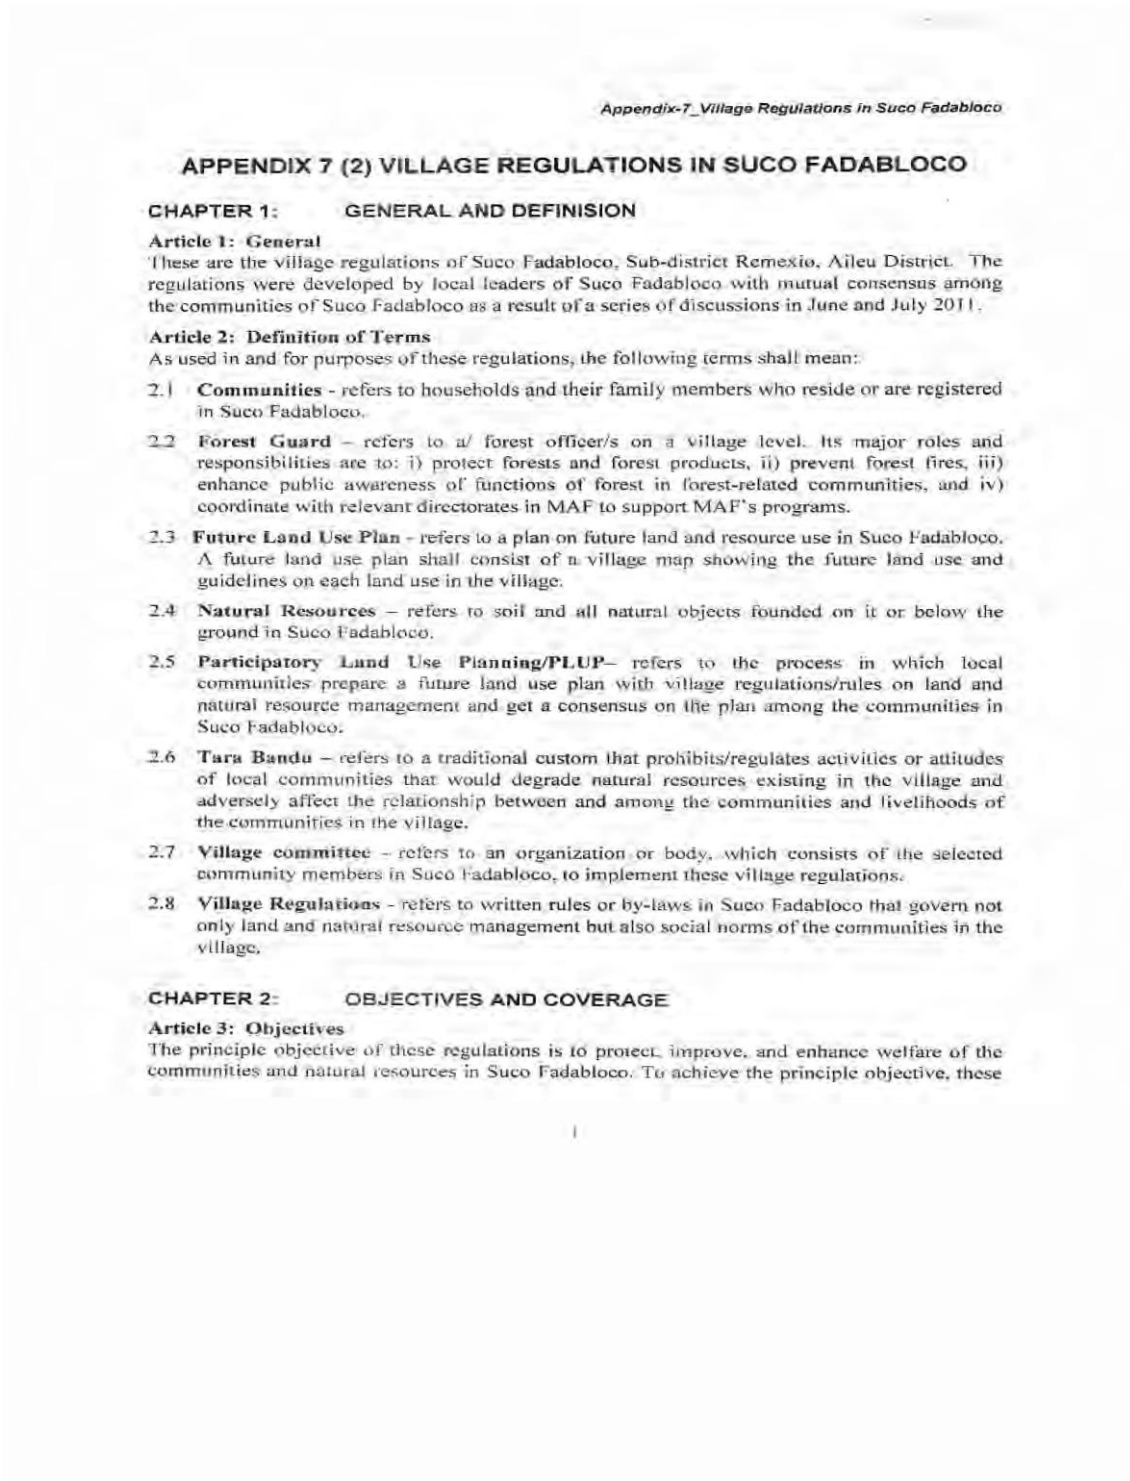 Appendix-7_Village Regulations in Suco Fadabloco
APPENDIX 7 (2) VILLAGE REGULATIONS IN SUCO FADABLOCO
CHAPTER 1: GENERAL AND DEFINISION
Article 1: General
These are the village regulations of Suco Fadabloco, Sub-district Remexio, Aileu District. The
regulations were developed by local leaders of Suco Fadabloco with mutual consensus among
the communities of Suco Fadabloco as a result of a series of discussions in June and July 2011.
Article 2: Definition of Terms
As used in and for purposes of these regulations, the following terms shall mean:
2.1 Communities - refers to households and their family members who reside or are registered
in Suco Fadabloco.
2.2 Forest Guard – refers to a/ forest officer/s on a village level. Its major roles and
responsibilities are to: i) protect forests and forest products, ii) prevent forest fires, iii)
enhance public awareness of functions of forest in forest-related communities, and iv)
coordinate with relevant directorates in MAF to support MAF's programs.
2.3 Future Land Use Plan - refers to a plan on future land and resource use in Suco Fadabloco.
A future land use plan shall consist of a village map showing the future land use and
guidelines on each land use in the village.
2.4 Natural Resources – refers to soil and all natural objects founded on it or below the
ground in Suco Fadabloco.
2.5 Participatory Land Use Planning/PLUP– refers to the process in which local
communities prepare a future land use plan with village regulations/rules on land and
natural resource management and get a consensus on the plan among the communities in
Suco Fadabloco.
2.6 Tara Bandu – refers to a traditional custom that prohibits/regulates activities or attitudes
of local communities that would degrade natural resources existing in the village and
adversely affect the relationship between and among the communities and livelihoods of
the communities in the village.
2.7 Village committee - refers to an organization or body, which consists of the selected
community members in Suco Fadabloco, to implement these village regulations.
2.8 Village Regulations - refers to written rules or by-laws in Suco Fadabloco that govern not
only land and natural resource management but also social norms of the communities in the
village.
CHAPTER 2: OBJECTIVES AND COVERAGE
Article 3: Objectives
The principle objective of these regulations is to protect, improve, and enhance welfare of the
communities and natural resources in Suco Fadabloco. To achieve the principle objective, these
1